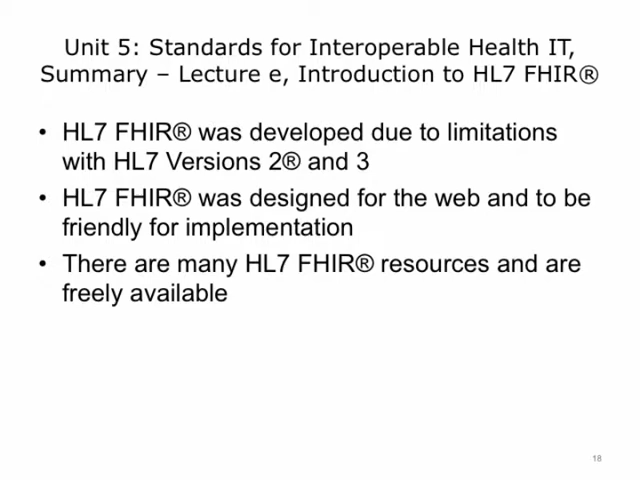 Unit 5: Standards for Interoperable Health IT,
Summary – Lecture e, Introduction to HL7 FHIR®
• HL7 FHIR® was developed due to limitations
with HL7 Versions 2® and 3
• HL7 FHIR® was designed for the web and to be
friendly for implementation
• There are many HL7 FHIR® resources and are
freely available
18